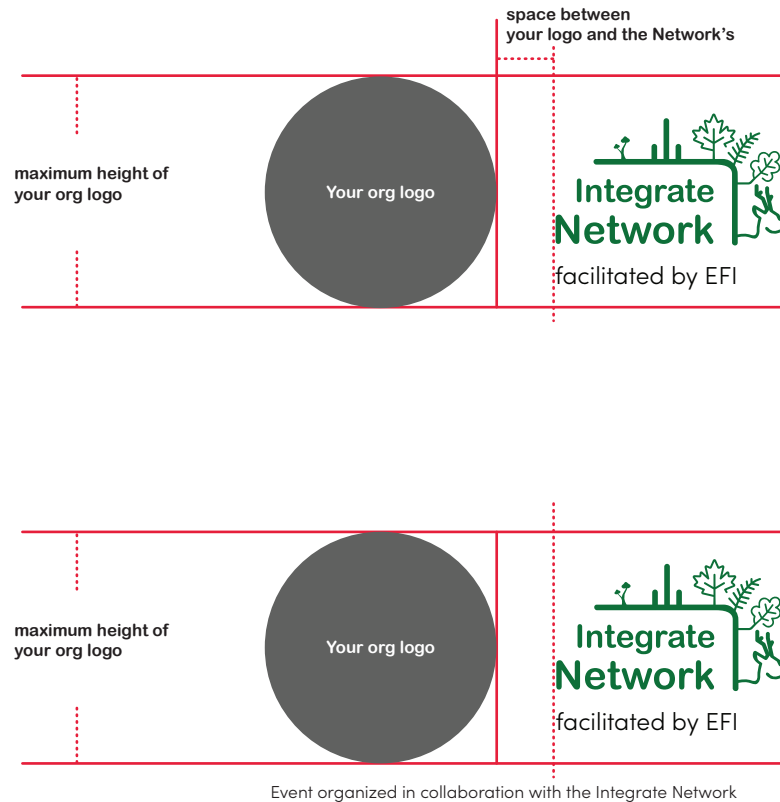 space between
your logo and the Network's
maximum height of
your org logo
Your org logo
Integrate
Network
facilitated by EFI
maximum height of
your org logo
Your org logo
Integrate
Network
facilitated by EFI
Event organized in collaboration with the Integrate Network